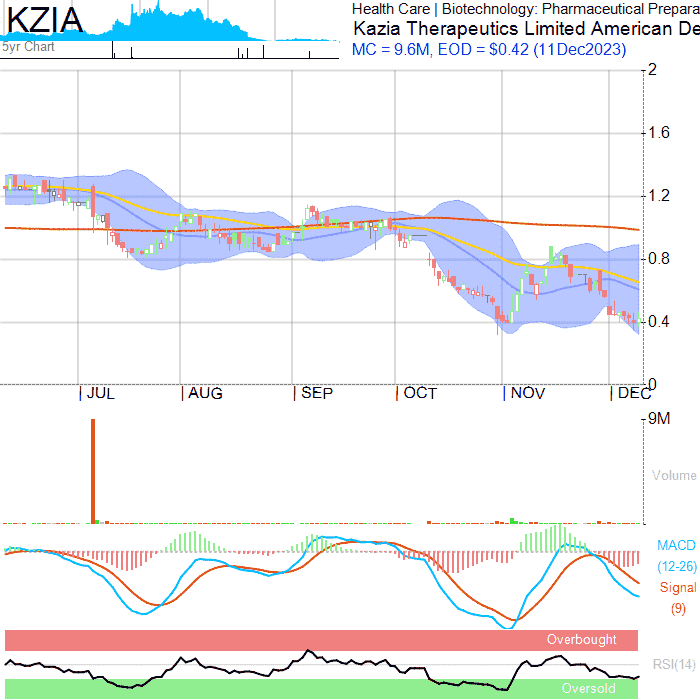 KZIA
5yr Chart
Health Care | Biotechnology: Pharmaceutical Prepara
Kazia Therapeutics Limited American De
MC = 9.6M, EOD = $0.42 (11Dec2023)
2
1.6
1.2
0.8
0.4
0
JUL AUG SEP OCT NOV DEC
9M
Volume
MACD
(12-26)
Signal
(9)
Overbought
RSI(14)
Oversold